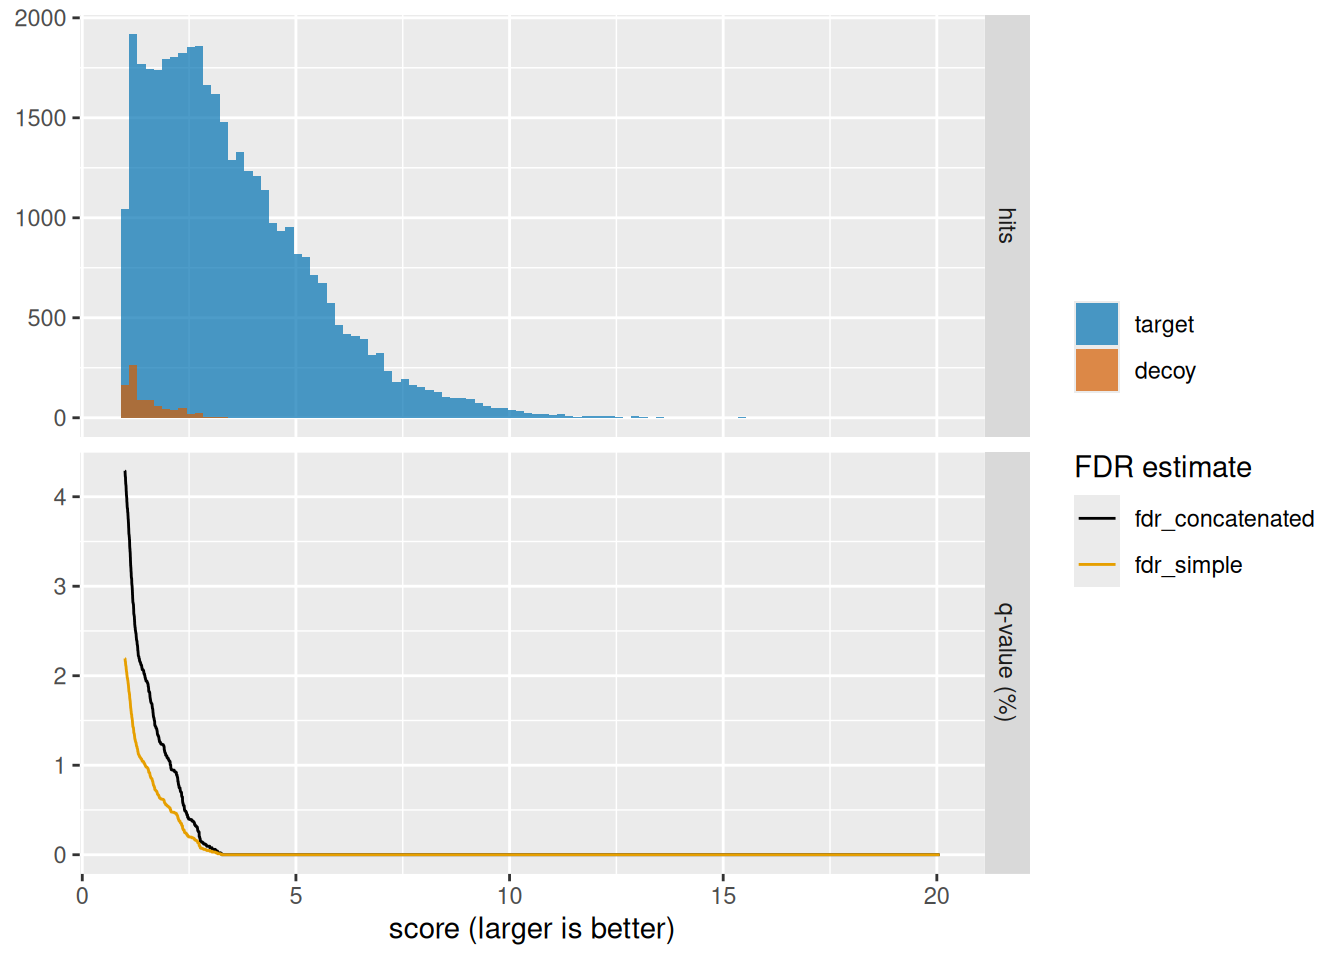 2000
1500
1000
500
0
hits
4
3
2
1
0
q-value (%)
0
5
10
15
20
score (larger is better)
target
decoy
FDR estimate
fdr_concatenated
fdr_simple